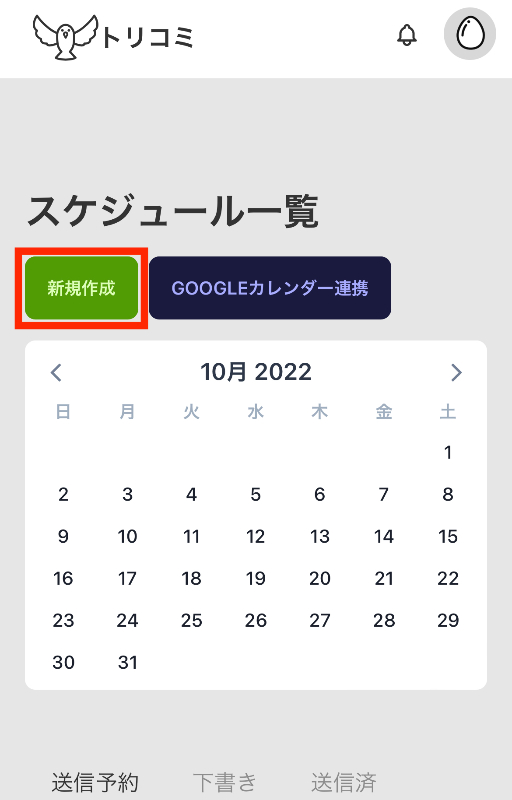 トリコミ
スケジュール一覧
新規作成 GOOGLEカレンダー連携
10月 2022
日 月 火 水 木 金 土
1
2 3 4 5 6 7 8
9 10 11 12 13 14 15
16 17 18 19 20 21 22
23 24 25 26 27 28 29
30 31
送信予約 下書き 送信済